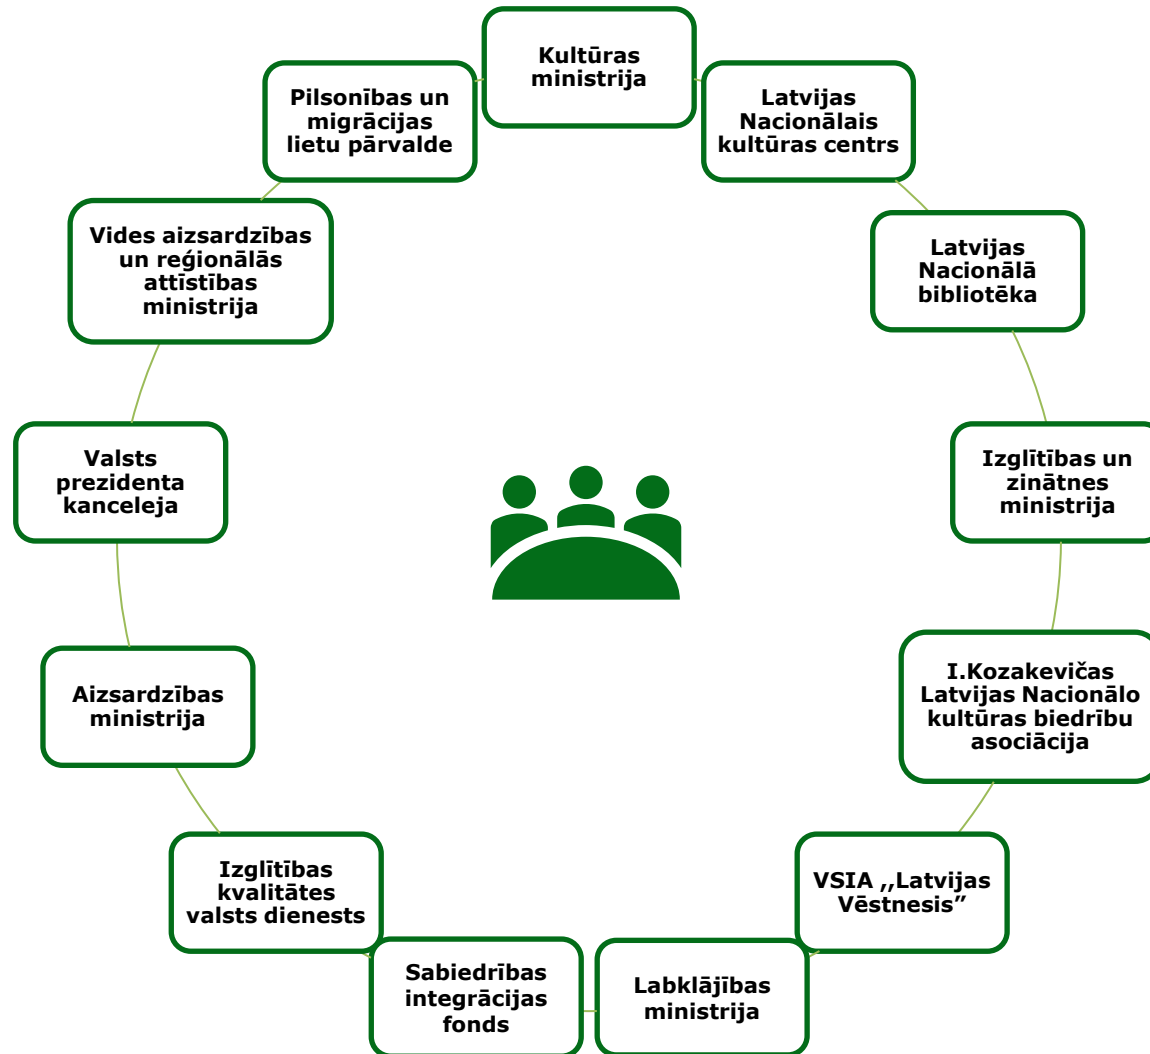 Kultūras
ministrija
Latvijas
Nacionālais
kultūras centrs
Latvijas
Nacionālā
bibliotēka
Izglītības un
zinātnes
ministrija
I.Kozakevičas
Latvijas Nacionālo
kultūras biedrību
asociācija
VSIA ,,Latvijas
Vēstnesis”
Labklājības
ministrija
Sabiedrības
integrācijas
fonds
Izglītības
kvalitātes
valsts dienests
Aizsardzības
ministrija
Valsts
prezidenta
kanceleja
Vides aizsardzības
un reģionālās
attīstības
ministrija
Pilsonības un
migrācijas
lietu pārvalde